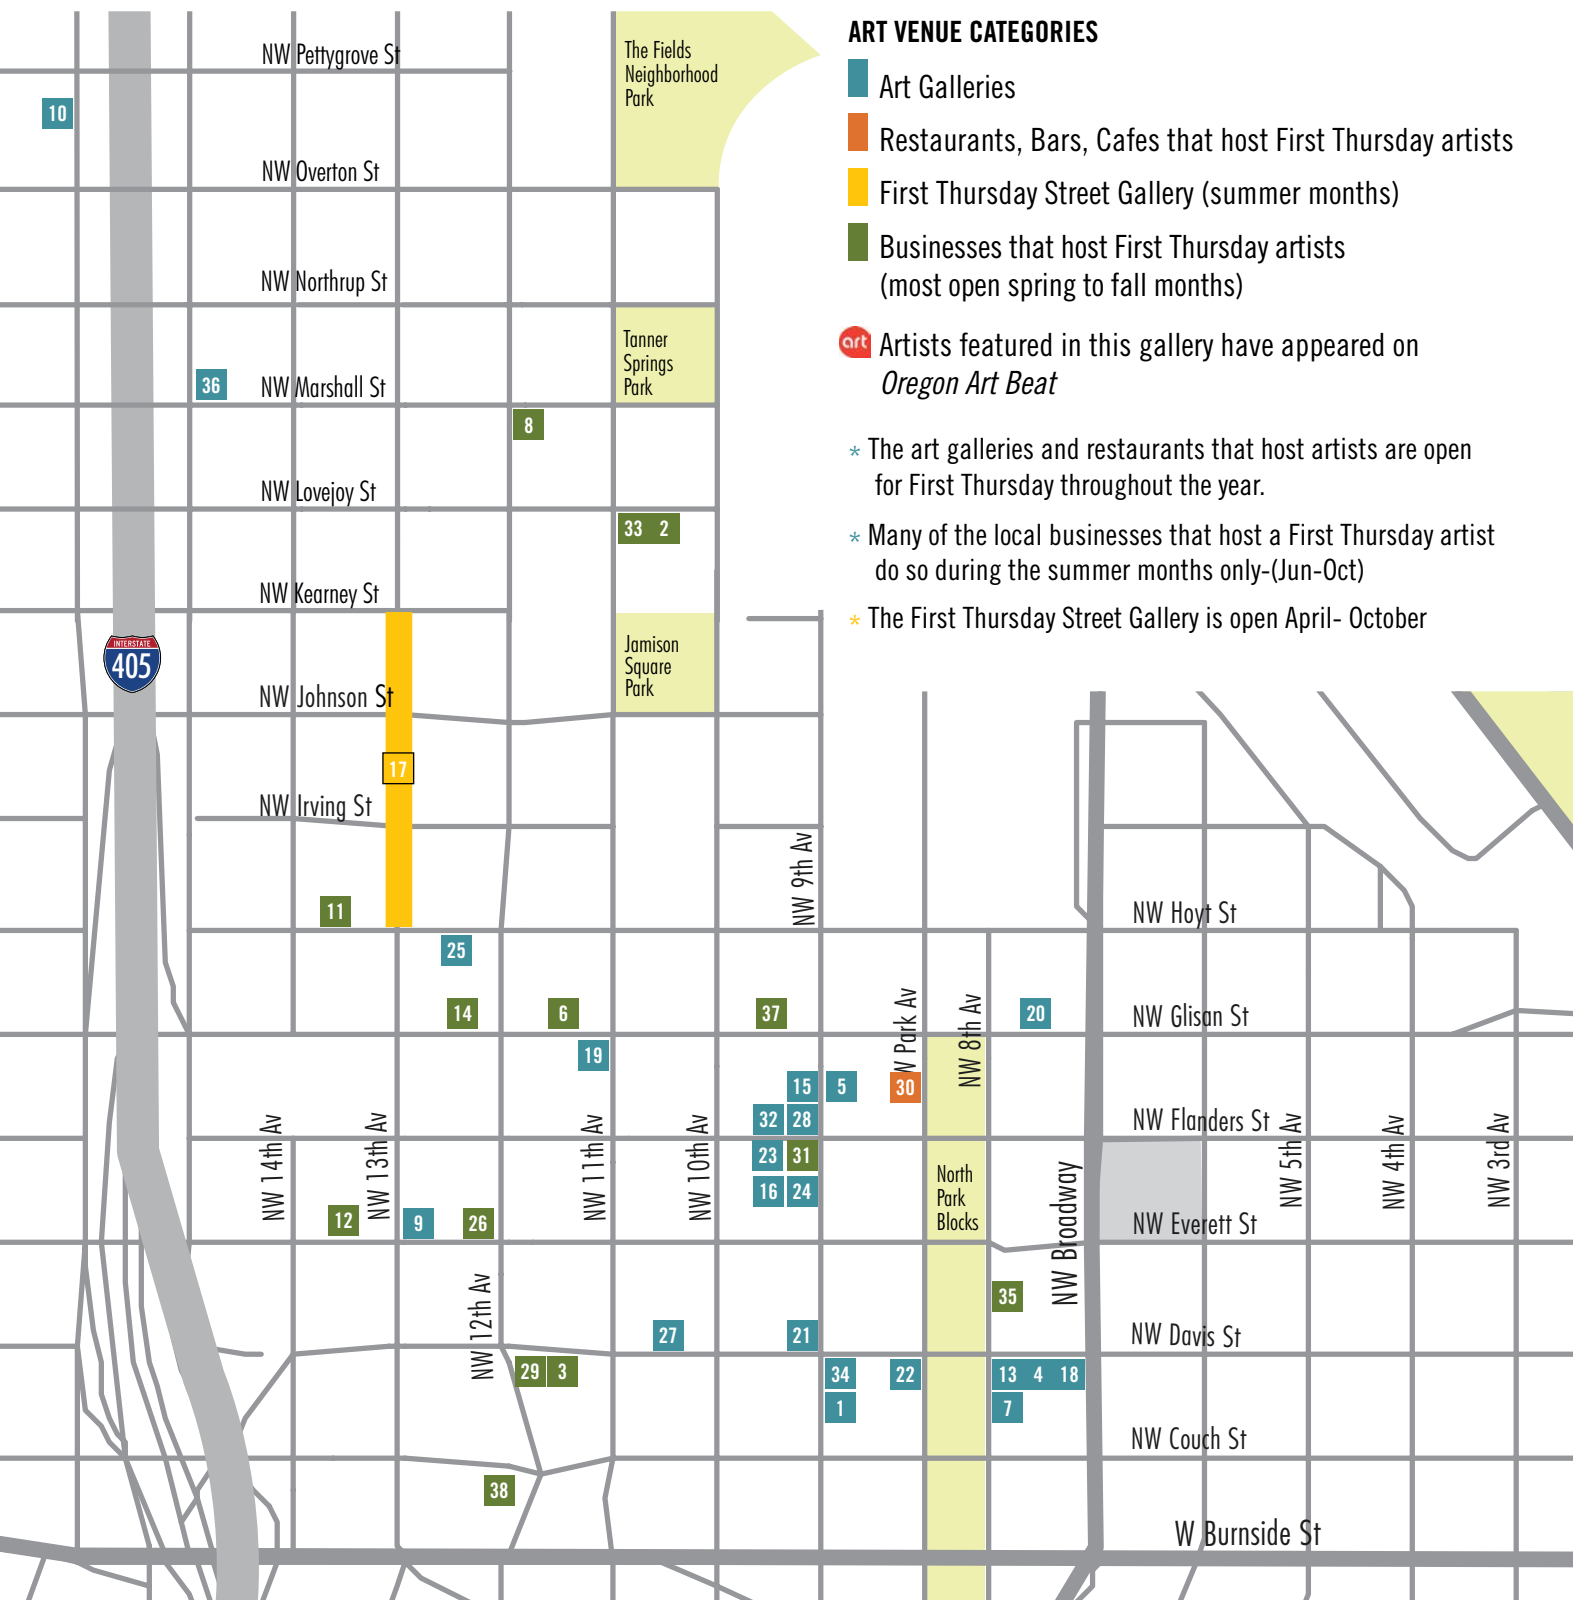 ART VENUE CATEGORIES
Art Galleries
Restaurants, Bars, Cafes that host First Thursday artists
First Thursday Street Gallery (summer months)
Businesses that host First Thursday artists
(most open spring to fall months)
art
Artists featured in this gallery have appeared on
Oregon Art Beat
* The art galleries and restaurants that host artists are open
for First Thursday throughout the year.
* Many of the local businesses that host a First Thursday artist
do so during the summer months only-(Jun-Oct)
* The First Thursday Street Gallery is open April- October
NW Pettygrove St
The Fields
Neighborhood
Park
10
NW Overton St
NW Northrup St
Tanner
Springs
Park
36
NW Marshall St
8
NW Lovejoy St
33 2
NW Kearney St
INTERSTATE
405
Jamison
Square
Park
NW Johnson St
17
NW Irving St
NW 9th Av
11
NW Hoyt St
25
14
6
37
20
NW Glisan St
19
W Park Av
NW 8th Av
15
5
30
32
28
NW Flanders St
NW 14th Av
NW 13th Av
NW 11th Av
NW 10th Av
23
31
16
24
North
Park
Blocks
NW Broadway
NW 5th Av
NW 4th Av
NW 3rd Av
12
9
26
NW Everett St
NW 12th Av
35
27
21
NW Davis St
29
3
34
22
13 4 18
1
7
NW Couch St
38
W Burnside St